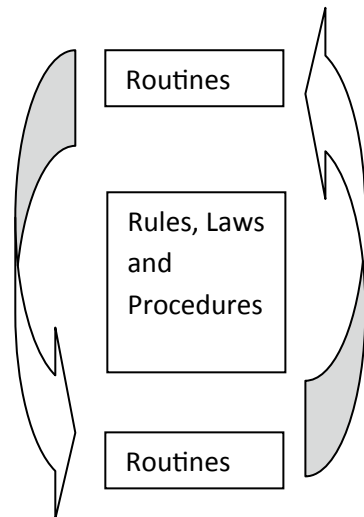 Routines
Rules, Laws
and
Procedures
Routines